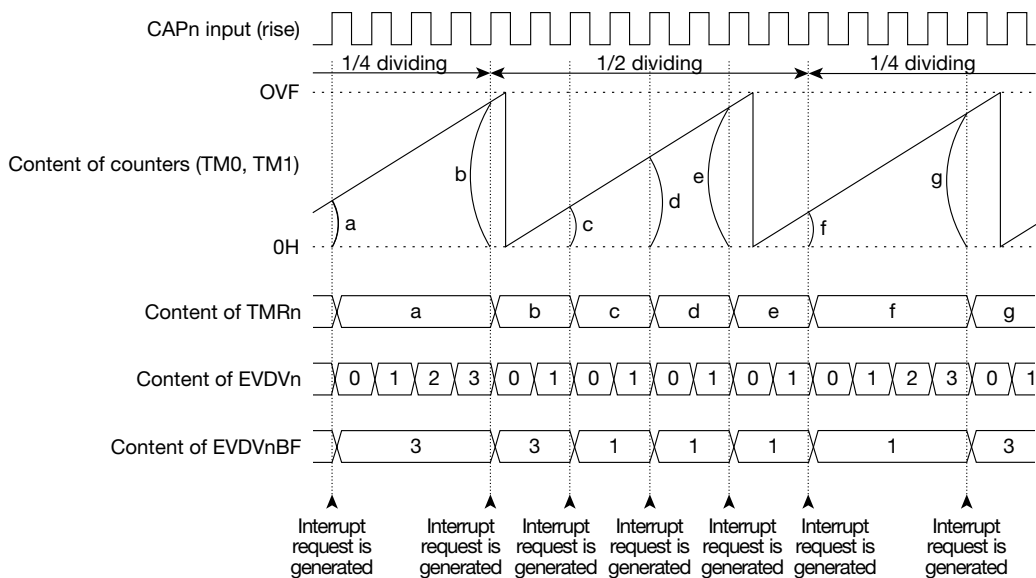 CAPn input (rise)
1/4 dividing 1/2 dividing 1/4 dividing
OVF
Content of counters (TM0, TM1)
a b c d e f g
0H
Content of TMRn a b c d e f g
Content of EVDVn 0 1 2 3 0 1 0 1 0 1 0 1 0 1 2 3 0 1
Content of EVDVnBF 3 3 1 1 1 1 3
Interrupt request is generated
Interrupt request is generated
Interrupt request is generated
Interrupt request is generated
Interrupt request is generated
Interrupt request is generated
Interrupt request is generated